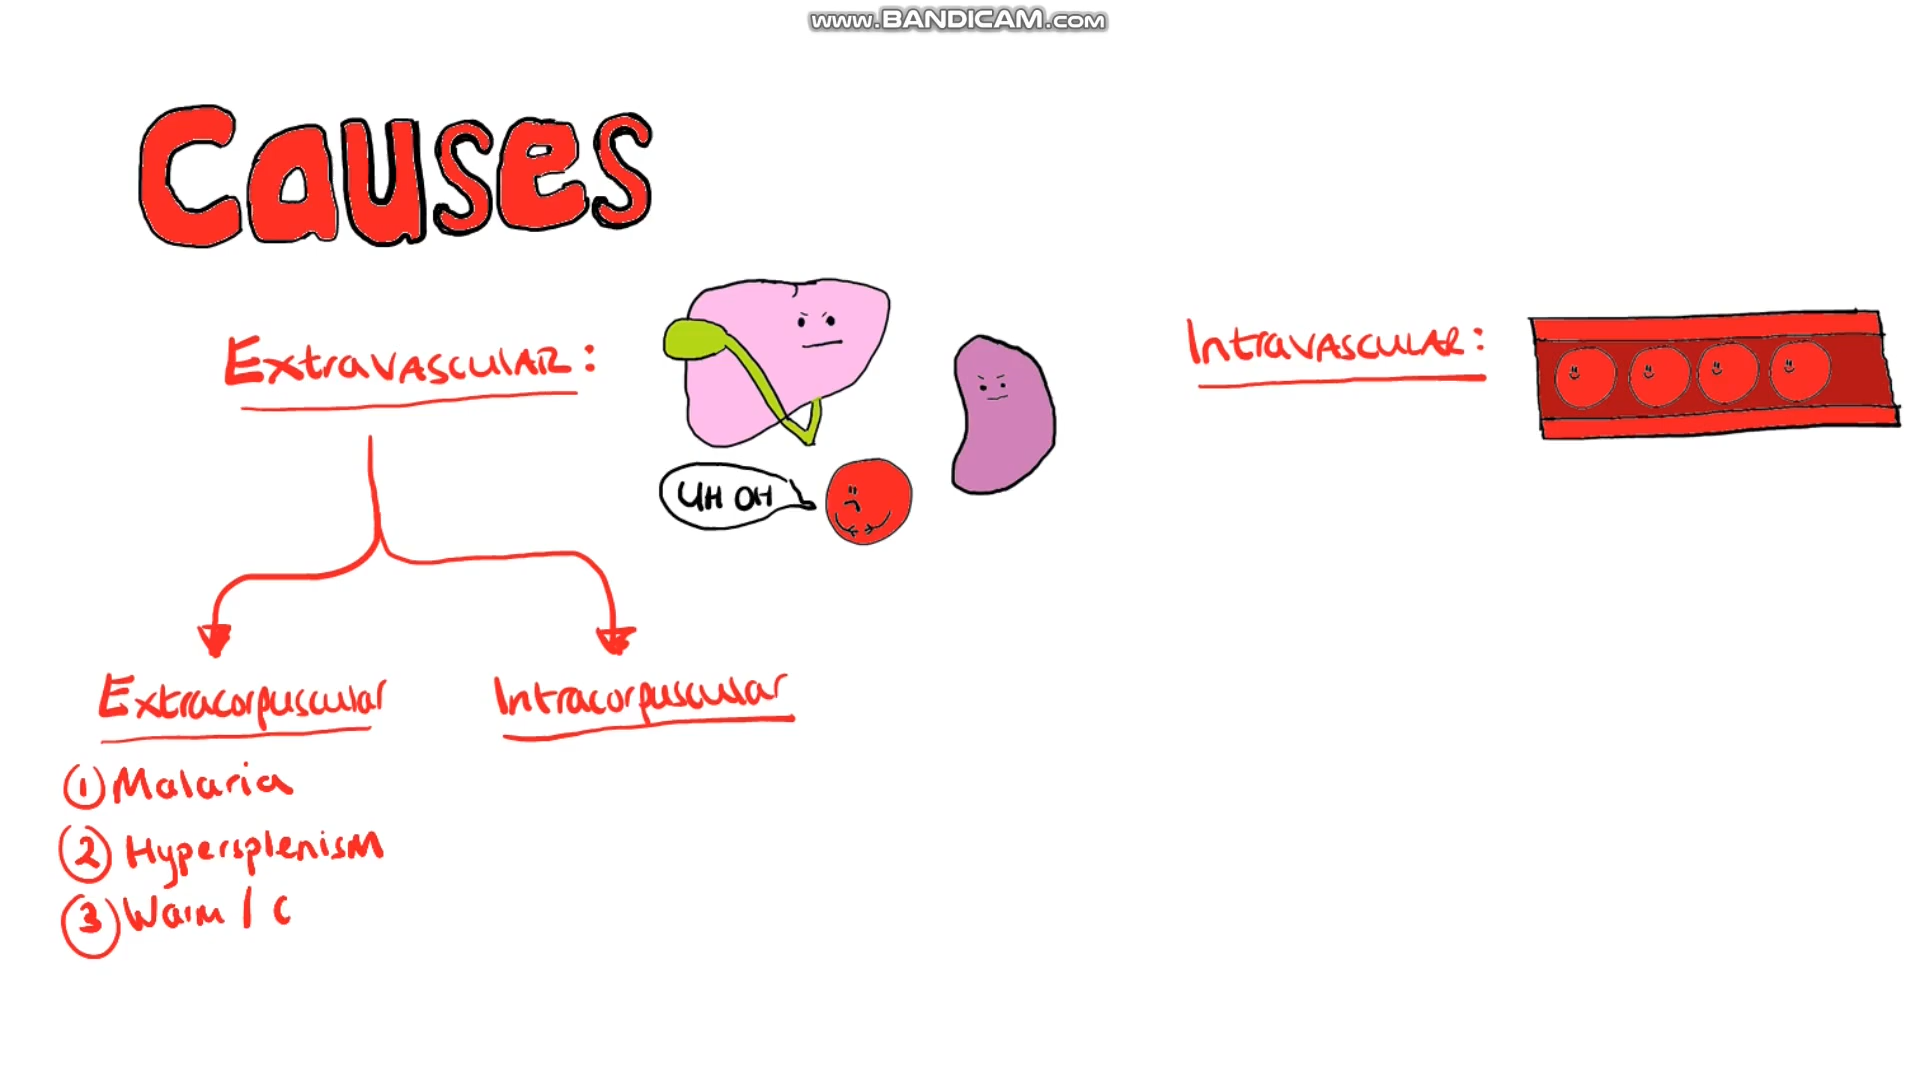 www.BANDICAM.com
Causes
Extravascular:
Intravascular:
UH OH
Extracorpuscular
Intracorpuscular
① Malaria
② Hypersplenism
③ Warm / C